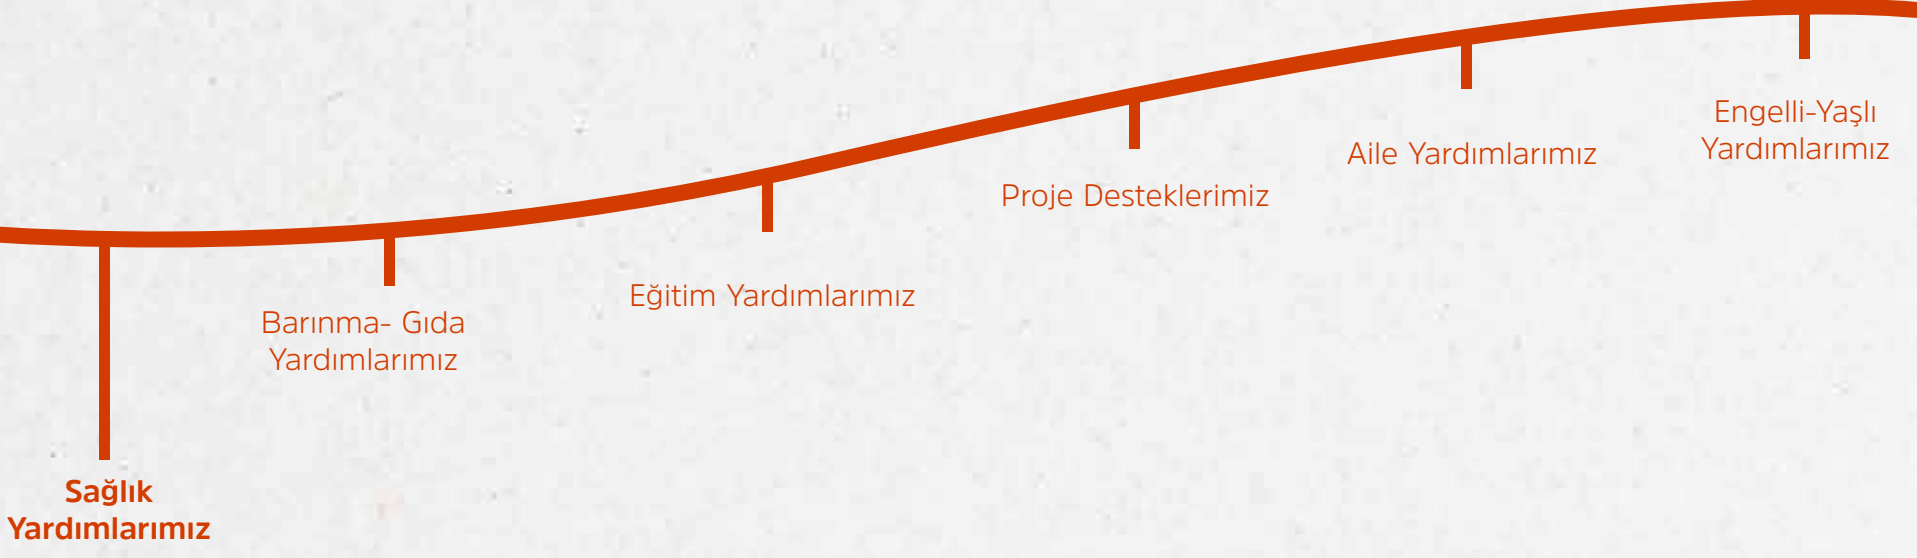 Sağlık
Yardımlarımız
Barınma- Gıda
Yardımlarımız
Eğitim Yardımlarımız
Proje Desteklerimiz
Aile Yardımlarımız
Engelli-Yaşlı
Yardımlarımız